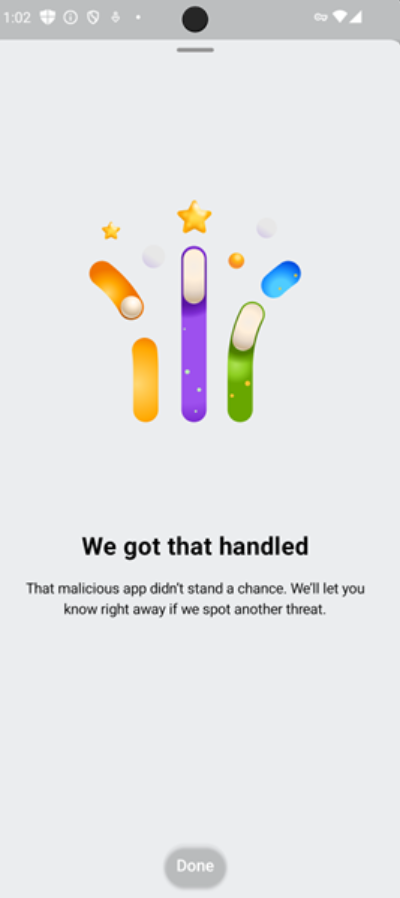 1:02
We got that handled
That malicious app didn't stand a chance. We'll let you
know right away if we spot another threat.
Done